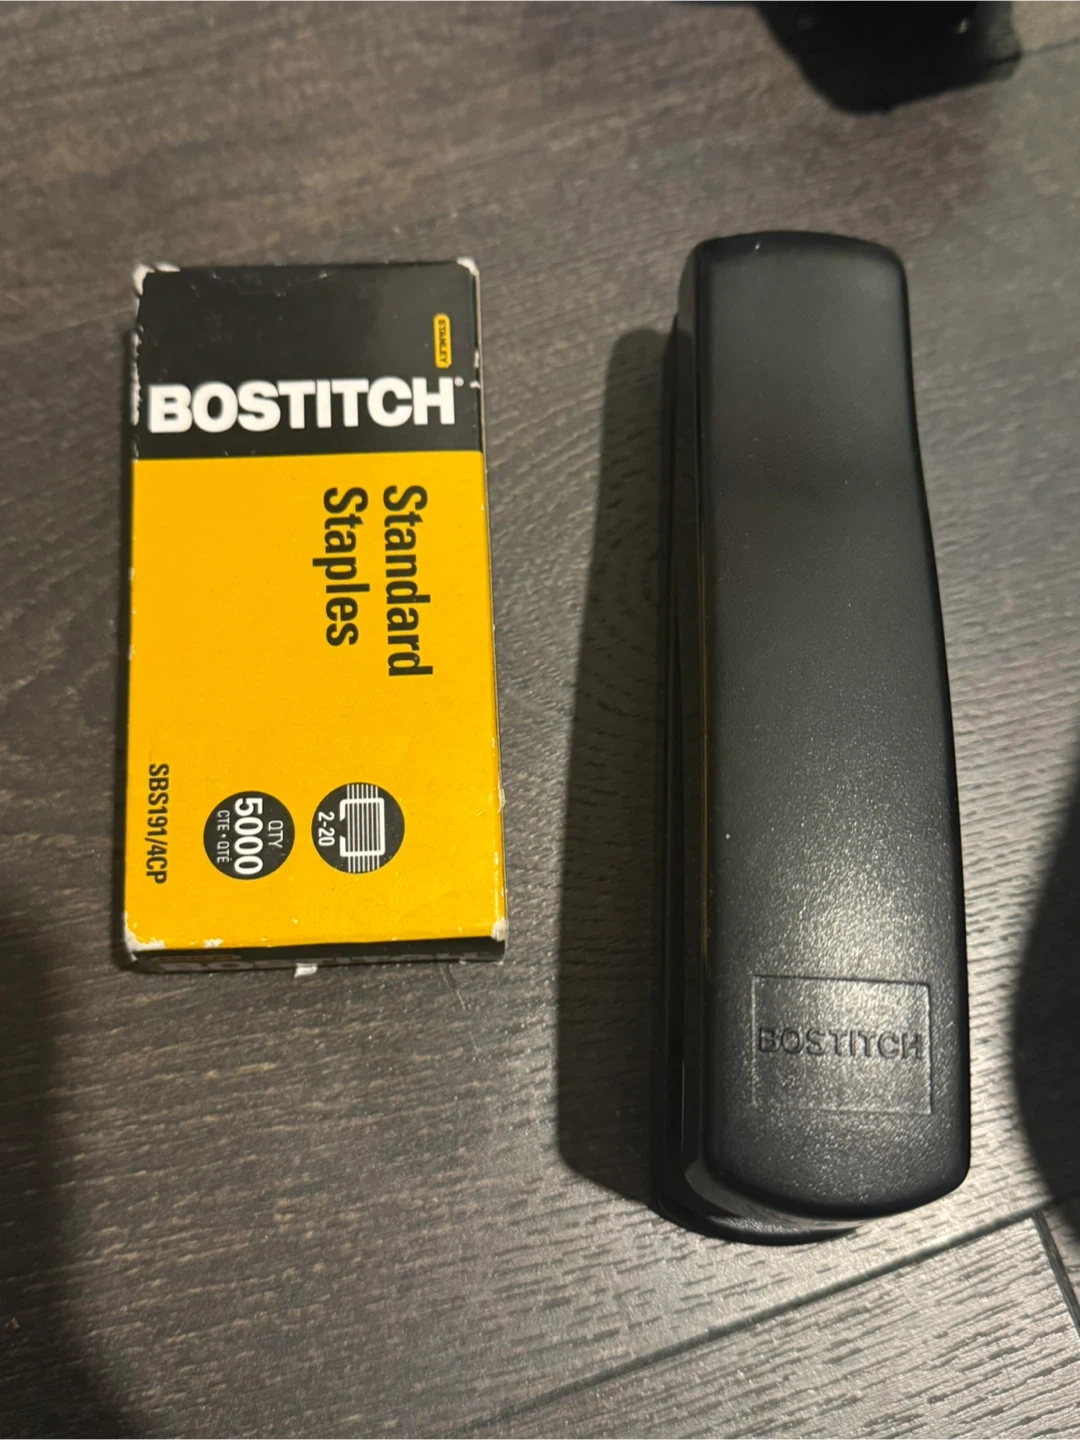 STANLEY
BOSTITCH
Standard
Staples
2-20
QTY
5000
CTE • QTÉ
SBS191/4CP
BOSTITCH